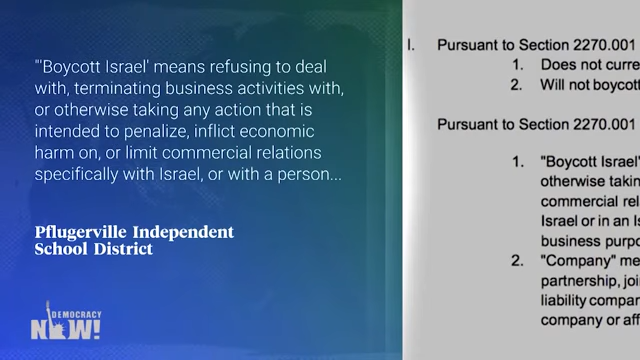 "'Boycott Israel' means refusing to deal
with, terminating business activities with,
or otherwise taking any action that is
intended to penalize, inflict economic
harm on, or limit commercial relations
specifically with Israel, or with a person...
Pflugerville Independent
School District
DEMOCRACY
NOW!
I. Pursuant to Section 2270.001
1. Does not curre
2. Will not boycott
Pursuant to Section 2270.001
1. "Boycott Israel"
otherwise takin
commercial rel
Israel or in an Is
business purpo
2. "Company" me
partnership, join
liability compan
company or affi